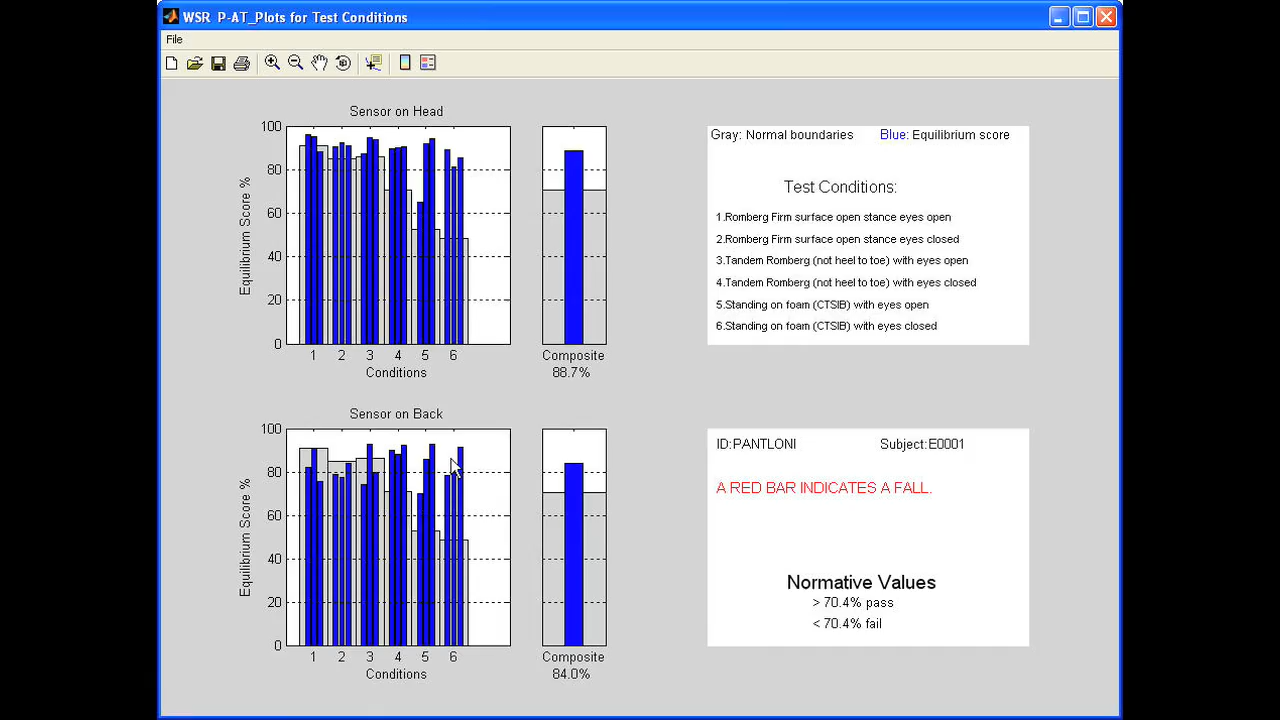 WSR P-AT_Plots for Test Conditions
File
Sensor on Head
100
80
60
40
20
0
Equilibrium Score %
1 2 3 4 5 6
Conditions
Composite
88.7%
Gray: Normal boundaries Blue: Equilibrium score
Test Conditions:
1.Romberg Firm surface open stance eyes open
2.Romberg Firm surface open stance eyes closed
3.Tandem Romberg (not heel to toe) with eyes open
4.Tandem Romberg (not heel to toe) with eyes closed
5.Standing on foam (CTSIB) with eyes open
6.Standing on foam (CTSIB) with eyes closed
Sensor on Back
100
80
60
40
20
0
Equilibrium Score %
1 2 3 4 5 6
Conditions
Composite
84.0%
ID:PANTLONI Subject:E0001
A RED BAR INDICATES A FALL.
Normative Values
> 70.4% pass
< 70.4% fail